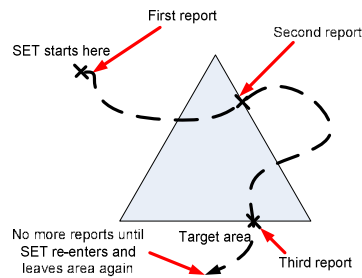 First report
SET starts here
Second report
Target area
Third report
No more reports until
SET re-enters and
leaves area again